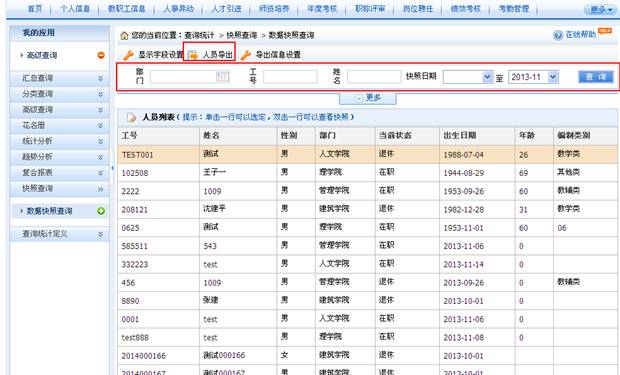 首页 个人信息 教职工信息 人事异动 人才引进 师资培养 年度考核 职称评审 岗位聘任 绩效考核 考勤管理 更多
我的应用
高级查询
汇总查询
分类查询
高级查询
花名册
统计分析
趋势分析
复合报表
快照查询
数据快照查询
查询统计定义
您的当前位置：查询统计 > 快照查询 > 数据快照查询 在线帮助 HELP
显示字段设置 人员导出 导出信息设置
部门 工号 姓名 快照日期 至 2013-11 查 询
更多
人员列表（提示：单击一行可以选定，双击一行可以查看快照）
工号 姓名 性别 部门 当前状态 出生日期 年龄 编制类别
TEST001 测试 男 人文学院 退休 1988-07-04 26 教学类
102508 王子一 男 理学院 在职 1944-08-29 69 其他类
2222 1009 男 管理学院 在职 1953-09-26 60 教辅类
208121 沈建平 男 建筑学院 退休 1982-12-28 31 教学类
0625 测试 男 理学院 在职 1953-11-01 60 06
585511 543 男 管理学院 在职 2013-11-06 0
332223 test 男 人文学院 在职 2013-11-14 0
456 1009 男 管理学院 退休 2013-09-26 0 教辅类
8890 张建 男 建筑学院 退休 2013-10-01 0
0001 test 男 人文学院 在职 2013-11-06 0
test888 test 男 理学院 在职 2013-11-08 0
2014000166 测试000166 女 建筑学院 退休 2013-10-01
2014000167 测试000167 男 建筑学院 退休 2013-10-01